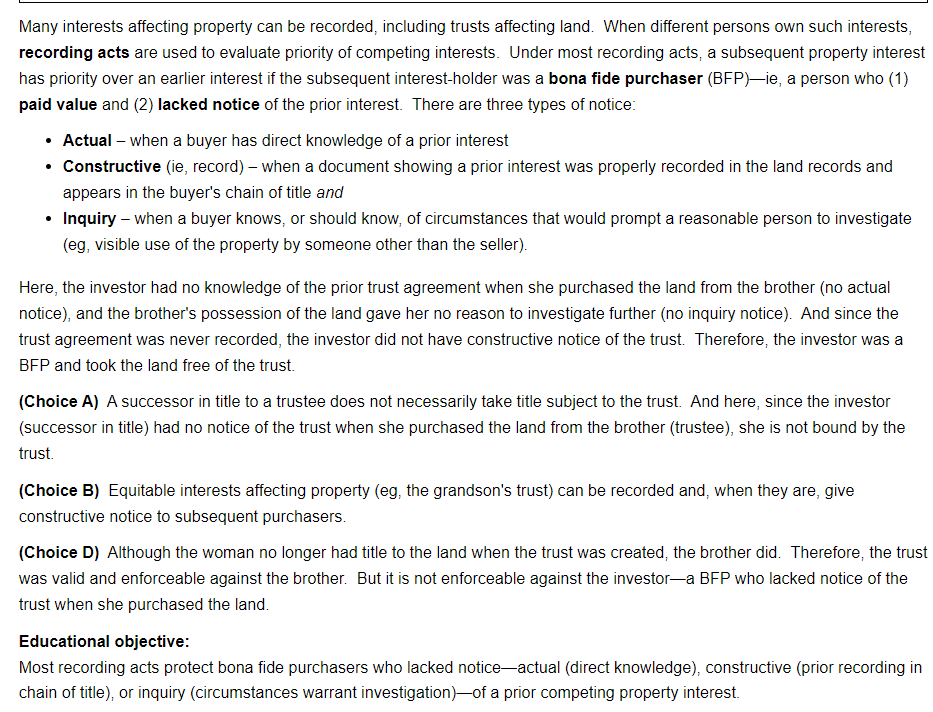 Many interests affecting property can be recorded, including trusts affecting land. When different persons own such interests,
recording acts are used to evaluate priority of competing interests. Under most recording acts, a subsequent property interest
has priority over an earlier interest if the subsequent interest-holder was a bona fide purchaser (BFP)—ie, a person who (1)
paid value and (2) lacked notice of the prior interest. There are three types of notice:
• Actual – when a buyer has direct knowledge of a prior interest
• Constructive (ie, record) – when a document showing a prior interest was properly recorded in the land records and
appears in the buyer's chain of title and
• Inquiry – when a buyer knows, or should know, of circumstances that would prompt a reasonable person to investigate
(eg, visible use of the property by someone other than the seller).
Here, the investor had no knowledge of the prior trust agreement when she purchased the land from the brother (no actual
notice), and the brother's possession of the land gave her no reason to investigate further (no inquiry notice). And since the
trust agreement was never recorded, the investor did not have constructive notice of the trust. Therefore, the investor was a
BFP and took the land free of the trust.
(Choice A) A successor in title to a trustee does not necessarily take title subject to the trust. And here, since the investor
(successor in title) had no notice of the trust when she purchased the land from the brother (trustee), she is not bound by the
trust.
(Choice B) Equitable interests affecting property (eg, the grandson's trust) can be recorded and, when they are, give
constructive notice to subsequent purchasers.
(Choice D) Although the woman no longer had title to the land when the trust was created, the brother did. Therefore, the trust
was valid and enforceable against the brother. But it is not enforceable against the investor—a BFP who lacked notice of the
trust when she purchased the land.
Educational objective:
Most recording acts protect bona fide purchasers who lacked notice—actual (direct knowledge), constructive (prior recording in
chain of title), or inquiry (circumstances warrant investigation)—of a prior competing property interest.